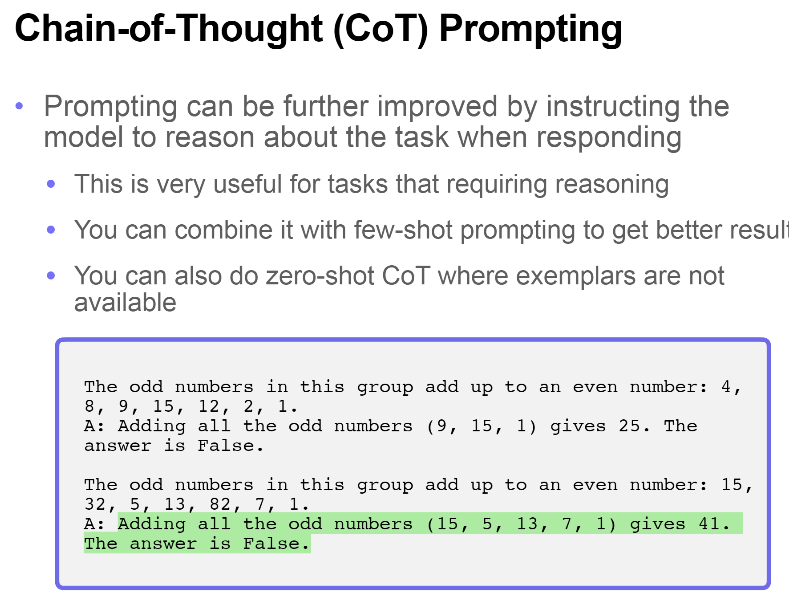 Chain-of-Thought (CoT) Prompting
• Prompting can be further improved by instructing the
model to reason about the task when responding
• This is very useful for tasks that requiring reasoning
• You can combine it with few-shot prompting to get better result
• You can also do zero-shot CoT where exemplars are not
available
The odd numbers in this group add up to an even number: 4,
8, 9, 15, 12, 2, 1.
A: Adding all the odd numbers (9, 15, 1) gives 25. The
answer is False.
The odd numbers in this group add up to an even number: 15,
32, 5, 13, 82, 7, 1.
A: Adding all the odd numbers (15, 5, 13, 7, 1) gives 41.
The answer is False.